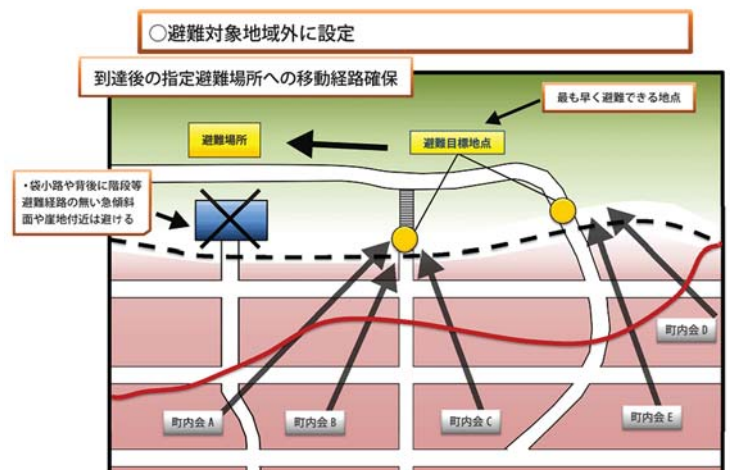 ○避難対象地域外に設定
到達後の指定避難場所への移動経路確保
最も早く避難できる地点
避難場所
避難目標地点
・袋小路や背後に階段等
避難経路の無い急傾斜
面や崖地付近は避ける
町内会 D
町内会 A
町内会 B
町内会 C
町内会 E